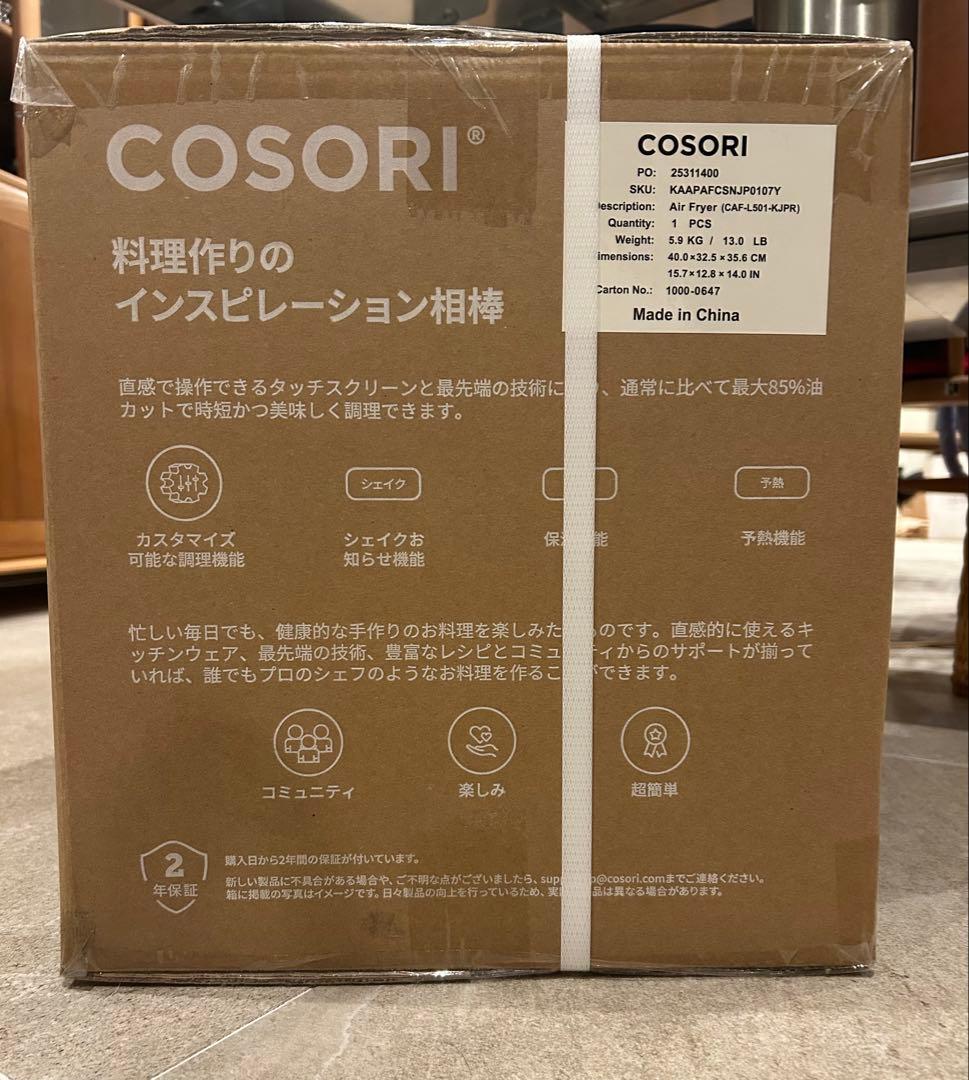 COSORI®
料理作りの
インスピレーション相棒
COSORI
PO: 25311400
SKU: KAAPAFCSNJP0107Y
escription: Air Fryer (CAF-L501-KJPR)
Quantity: 1 PCS
Weight: 5.9 KG / 13.0 LB
imensions: 40.0×32.5×35.6 CM
15.7×12.8×14.0 IN
Carton No.: 1000-0647
Made in China
直感で操作できるタッチスクリーンと最先端の技術に 、通常に比べて最大85%油
カットで時短かつ美味しく調理できます。
シェイク
予熱
カスタマイズ
可能な調理機能
シェイクお
知らせ機能
保 能
予熱機能
忙しい毎日でも、健康的な手作りのお料理を楽しみた ものです。直感的に使えるキ
ッチンウェア、最先端の技術、豊富なレシピとコミュ ティからのサポートが揃って
いれば、誰でもプロのシェフのようなお料理を作るこ ができます。
コミュニティ
楽しみ
超簡単
2
年保証
購入日から2年間の保証が付いています。
新しい製品に不具合がある場合や、ご不明な点がございましたら、sup p@cosori.comまでご連絡ください。
箱に掲載の写真はイメージです。日々製品の向上を行っているため、実 品は異なる場合があります。